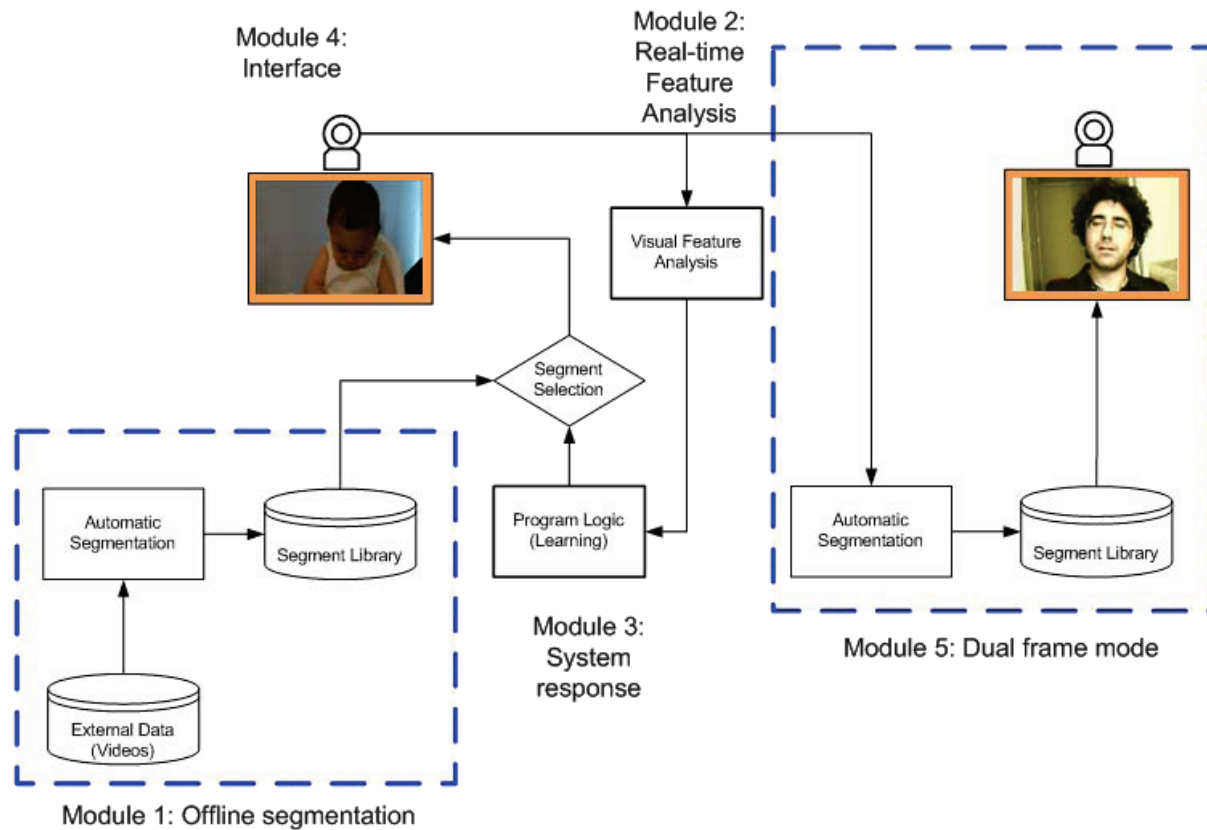 Module 4:
Interface
Module 2:
Real-time
Feature
Analysis
Visual Feature
Analysis
Segment
Selection
Automatic
Segmentation
Segment Library
External Data
(Videos)
Module 1: Offline segmentation
Program Logic
(Learning)
Module 3:
System
response
Automatic
Segmentation
Segment Library
Module 5: Dual frame mode